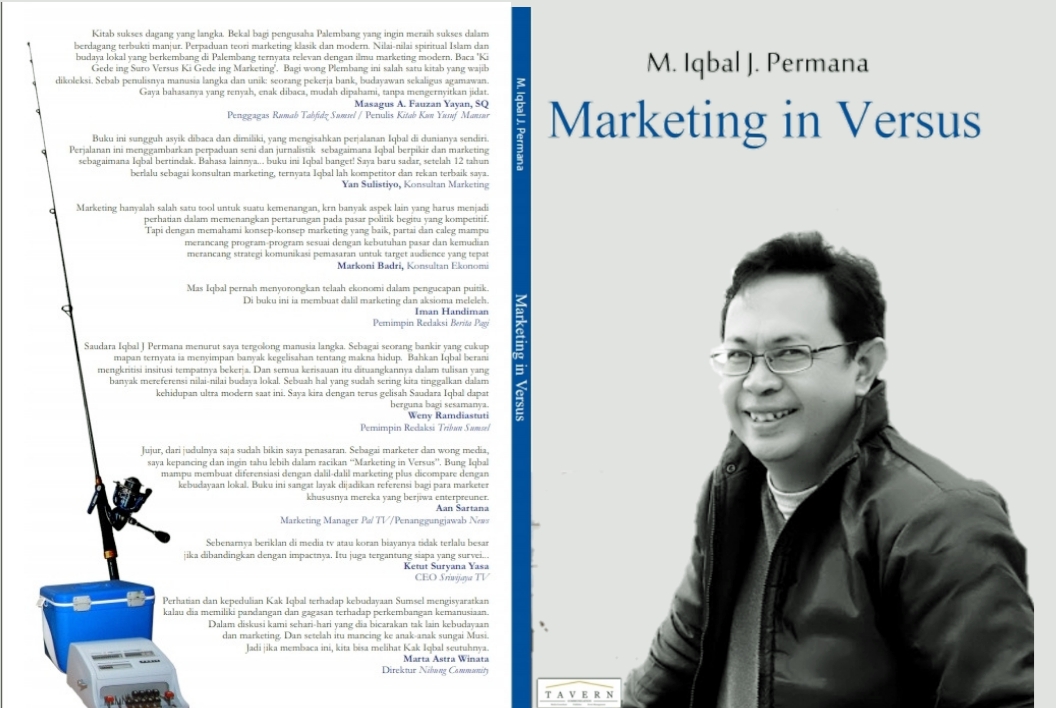 Kitab sukses dagang yang langka. Bekal bagi pengusaha Palembang yang ingin meraih sukses dalam
berdagang terbukti manjur. Perpaduan teori marketing klasik dan modern. Nilai-nilai spiritual Islam dan
budaya lokal yang berkembang di Palembang ternyata relevan dengan ilmu marketing modern. Baca 'Ki
Gede ing Suro Versus Ki Gede ing Marketing'. Bagi wong Plembang ini salah satu kitab yang wajib
dikoleksi. Sebab penulisnya manusia langka dan unik: seorang pekerja bank, budayawan sekaligus agamawan.
Gaya bahasanya yang renyah, enak dibaca, mudah dipahami, tanpa mengernyitkan jidat.
Masagus A. Fauzan Yayan, SQ
Penggagas Rumah Tahfidz Sumsel / Penulis Kitab Kun Yusuf Mansur
Buku ini sungguh asyik dibaca dan dimiliki, yang mengisahkan perjalanan Iqbal di dunianya sendiri.
Perjalanan ini menggambarkan perpaduan seni dan jurnalistik sebagaimana Iqbal berpikir dan marketing
sebagaimana Iqbal bertindak. Bahasa lainnya... buku ini Iqbal banget! Saya baru sadar, setelah 12 tahun
berlalu sebagai konsultan marketing, ternyata Iqbal lah kompetitor dan rekan terbaik saya.
Yan Sulistiyo, Konsultan Marketing
Marketing hanyalah salah satu tool untuk suatu kemenangan, krn banyak aspek lain yang harus menjadi
perhatian dalam memenangkan pertarungan pada pasar politik begitu yang kompetitif.
Tapi dengan memahami konsep-konsep marketing yang baik, partai dan caleg mampu
merancang program-program sesuai dengan kebutuhan pasar dan kemudian
merancang strategi komunikasi pemasaran untuk target audience yang tepat
Markoni Badri, Konsultan Ekonomi
Mas Iqbal pernah menyorongkan telaah ekonomi dalam pengucapan puitik.
Di buku ini ia membuat dalil marketing dan aksioma meleleh.
Iman Handiman
Pemimpin Redaksi Berita Pagi
Saudara Iqbal J Permana menurut saya tergolong manusia langka. Sebagai seorang bankir yang cukup
mapan ternyata ia menyimpan banyak kegelisahan tentang makna hidup. Bahkan Iqbal berani
mengkritisi insitusi tempatnya bekerja. Dan semua kerisauan itu dituangkannya dalam tulisan yang
banyak mereferensi nilai-nilai budaya lokal. Sebuah hal yang sudah sering kita tinggalkan dalam
kehidupan ultra modern saat ini. Saya kira dengan terus gelisah Saudara Iqbal dapat
berguna bagi sesamanya.
Weny Ramdiastuti
Pemimpin Redaksi Tribun Sumsel
Jujur, dari judulnya saja sudah bikin saya penasaran. Sebagai marketer dan wong media,
saya kepancing dan ingin tahu lebih dalam racikan “Marketing in Versus”. Bung Iqbal
mampu membuat diferensiasi dengan dalil-dalil marketing plus dicompare dengan
kebudayaan lokal. Buku ini sangat layak dijadikan referensi bagi para marketer
khususnya mereka yang berjiwa enterpreuner.
Aan Sartana
Marketing Manager Pal TV/Penanggungjawab News
Sebenarnya beriklan di media tv atau koran biayanya tidak terlalu besar
jika dibandingkan dengan impactnya. Itu juga tergantung siapa yang survei...
Ketut Suryana Yasa
CEO Sriwijaya TV
Perhatian dan kepedulian Kak Iqbal terhadap kebudayaan Sumsel mengisyaratkan
kalau dia memiliki pandangan dan gagasan terhadap perkembangan kemanusiaan.
Dalam diskusi kami sehari-hari yang dia bicarakan tak lain kebudayaan
dan marketing. Dan setelah itu mancing ke anak-anak sungai Musi.
Jadi jika membaca ini, kita bisa melihat Kak Iqbal seutuhnya.
Marta Astra Winata
Direktur Nibung Community
M. Iqbal J. Permana
Marketing in Versus
M. Iqbal J. Permana
Marketing in Versus
TAVERN